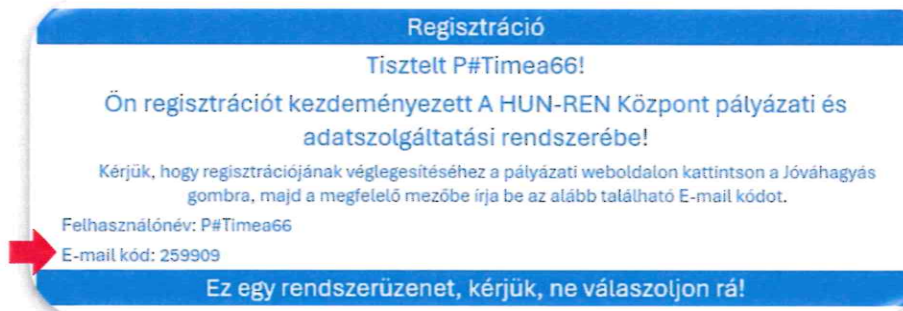 Regisztráció
Tisztelt P#Timea66!
Ön regisztrációt kezdeményezett A HUN-REN Központ pályázati és
adatszolgáltatási rendszerébe!
Kérjük, hogy regisztrációjának véglegesítéséhez a pályázati weboldalon kattintson a Jóváhagyás
gombra, majd a megfelelő mezőbe írja be az alább található E-mail kódot.
Felhasználónév: P#Timea66
E-mail kód: 259909
Ez egy rendszerüzenet, kérjük, ne válaszoljon rá!